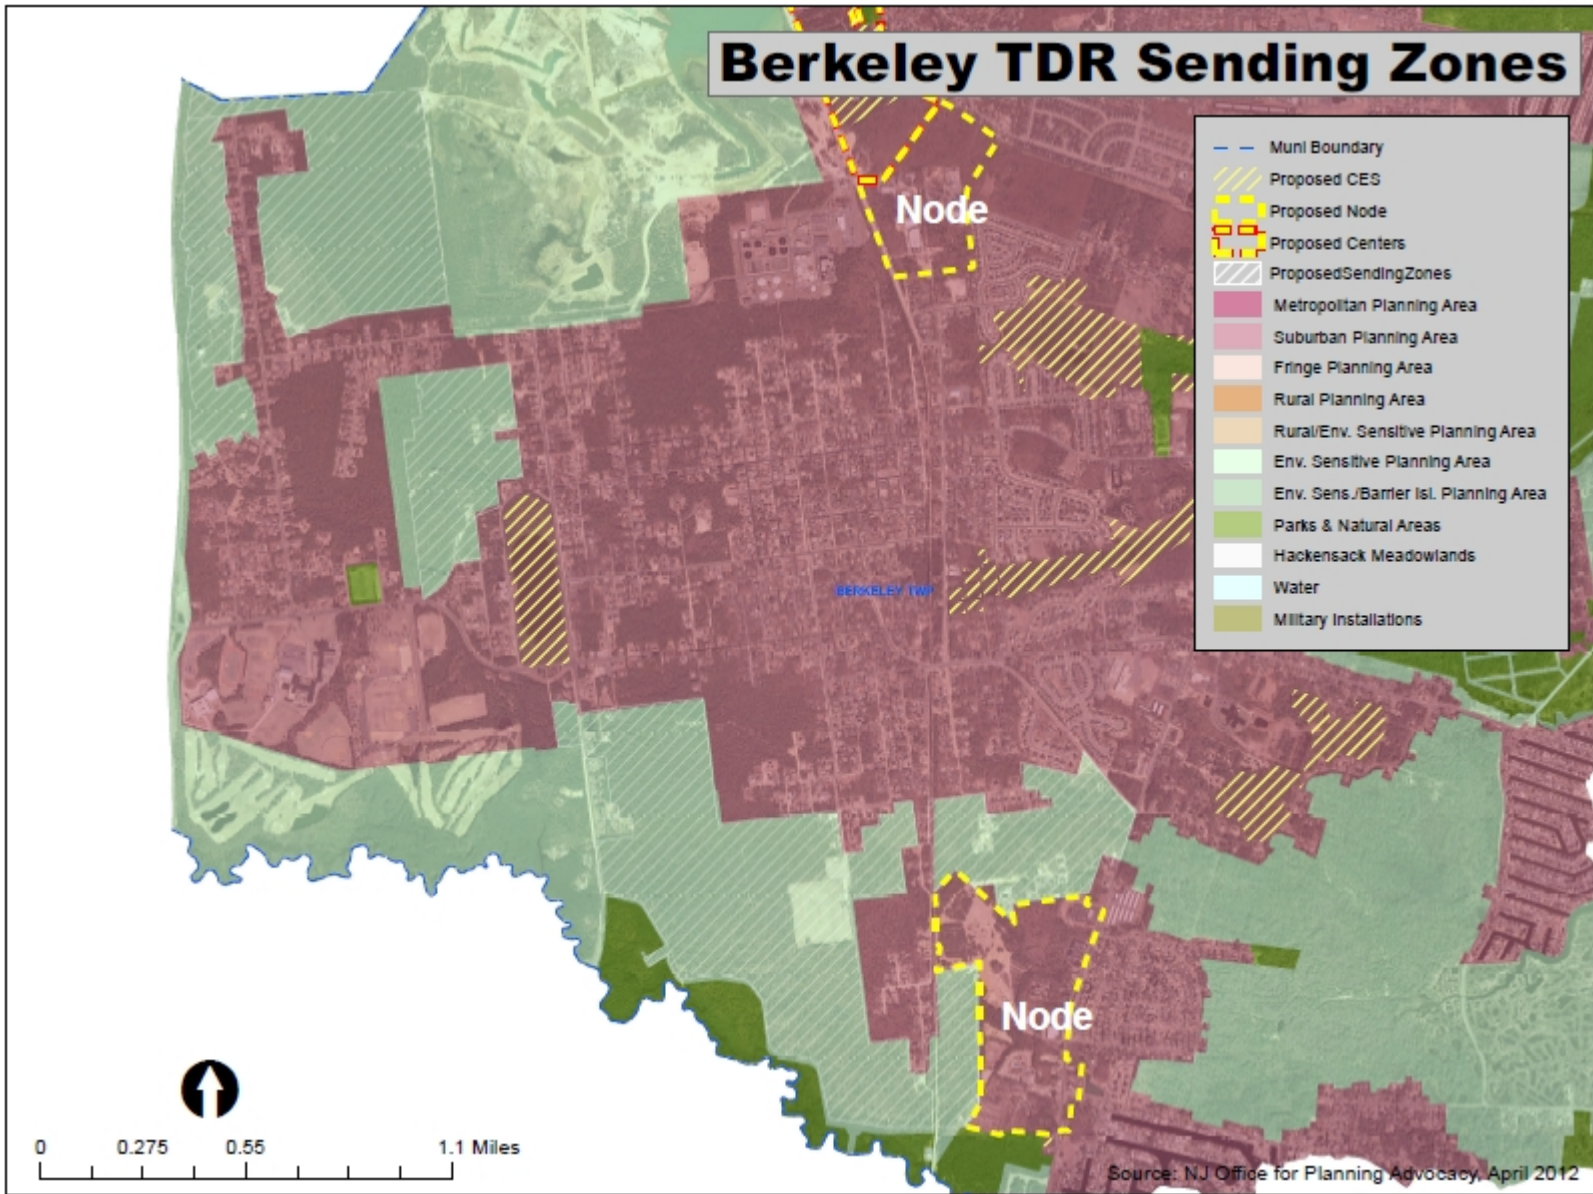 Berkeley TDR Sending Zones
Muni Boundary
Proposed CES
Proposed Node
Proposed Centers
ProposedSendingZones
Metropolitan Planning Area
Suburban Planning Area
Fringe Planning Area
Rural Planning Area
Rural/Env. Sensitive Planning Area
Env. Sensitive Planning Area
Env. Sens./Barrier Isl. Planning Area
Parks & Natural Areas
Hackensack Meadowlands
Water
Military Installations
Node
BERKELEY TWP
Node
0 0.275 0.55 1.1 Miles
Source: NJ Office for Planning Advocacy, April 2012